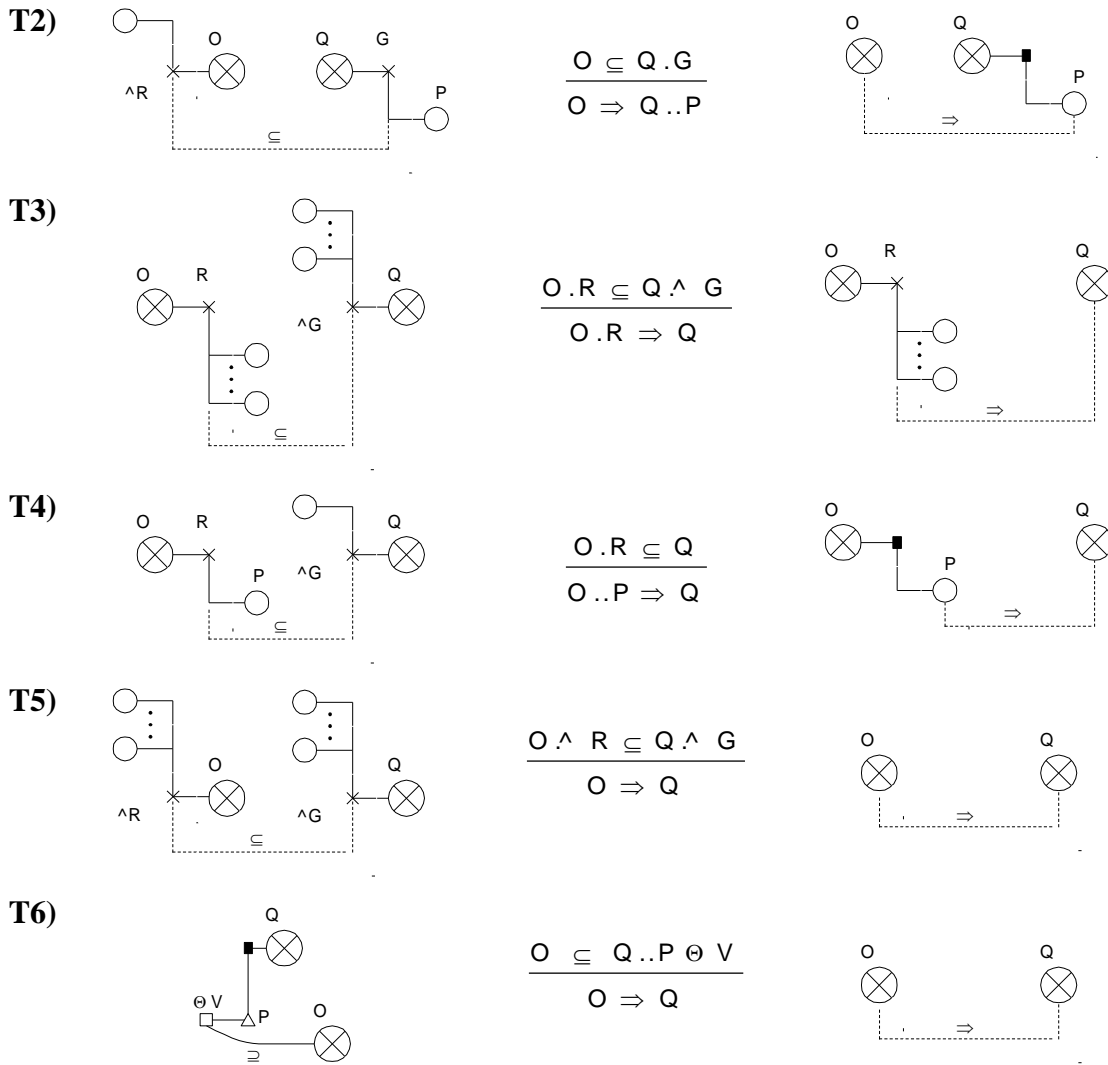 T2)
O Q G
^R P
⊆
O ⊆ Q .G
O ⇒ Q ..P
O Q
P
⇒
T3)
O R Q
^G
⊆
O .R ⊆ Q .^ G
O .R ⇒ Q
O R Q
⇒
T4)
O R Q
P ^G
⊆
O .R ⊆ Q
O ..P ⇒ Q
O Q
P
⇒
T5)
O Q
^R ^G
⊆
O .^ R ⊆ Q .^ G
O ⇒ Q
O Q
⇒
T6)
Q
Θ V P O
⊇
O ⊆ Q ..P Θ V
O ⇒ Q
O Q
⇒